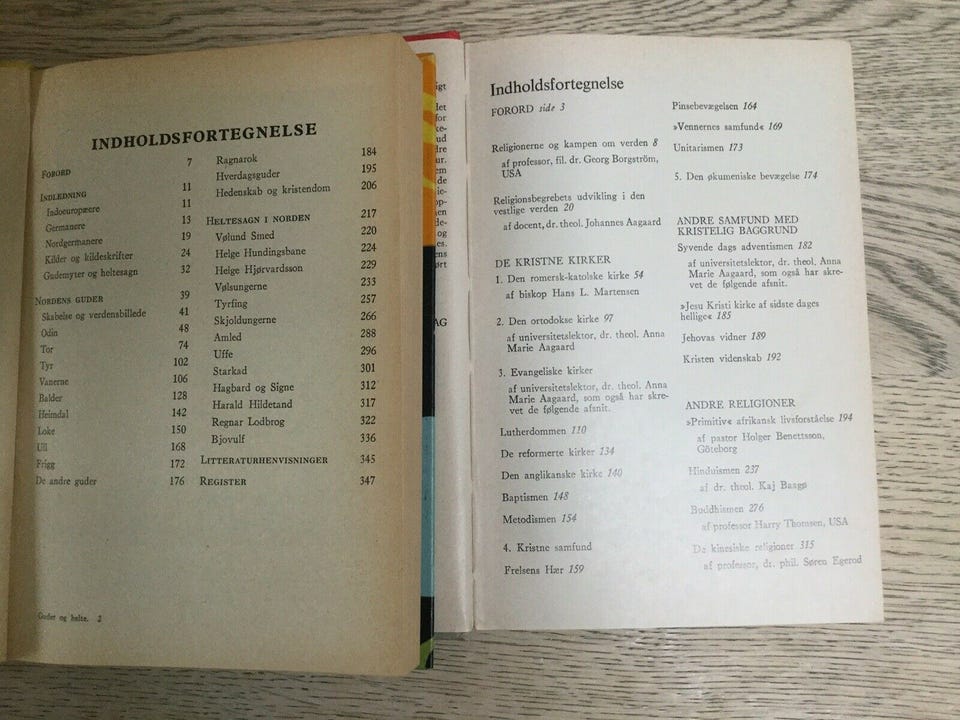 INDHOLDSFORTEGNELSE
FORORD 7
INDLEDNING 11
Indoeuropæere 11
Germanere 13
Nordgermanere 19
Kilder og kildeskrifter 24
Gudemyter og heltesagn 32
NORDENS GUDER 39
Skabelse og verdensbillede 41
Odin 48
Tor 74
Tyr 102
Vanerne 106
Balder 128
Heimdal 142
Loke 150
Ull 168
Frigg 172
De andre guder 176
Ragnarok 184
Hverdagsguder 195
Hedenskab og kristendom 206
HELTESAGN I NORDEN 217
Vølund Smed 220
Helge Hundingsbane 224
Helge Hjørvardsson 229
Vølsungerne 233
Tyrfing 257
Skjoldungerne 266
Amled 288
Uffe 296
Starkad 301
Hagbard og Signe 312
Harald Hildetand 317
Regnar Lodbrog 322
Bjovulf 336
LITTERATURHENVISNINGER 345
REGISTER 347
Guder og helte. 2
Indholdsfortegnelse
FORORD side 3
Religionerne og kampen om verden 8
af professor, fil. dr. Georg Borgström,
USA
Religionsbegrebets udvikling i den
vestlige verden 20
af docent, dr. theol. Johannes Aagaard
DE KRISTNE KIRKER
1. Den romersk-katolske kirke 54
af biskop Hans L. Martensen
2. Den ortodokse kirke 97
af universitetslektor, dr. theol. Anna
Marie Aagaard
3. Evangeliske kirker
af universitetslektor, dr. theol. Anna
Marie Aagaard, som også har skre-
vet de følgende afsnit.
Lutherdommen 110
De reformerte kirker 134
Den anglikanske kirke 140
Baptismen 148
Metodismen 154
4. Kristne samfund
Frelsens Hær 159
Pinsebevægelsen 164
»Vennernes samfund« 169
Unitarismen 173
5. Den økumeniske bevægelse 174
ANDRE SAMFUND MED
KRISTELIG BAGGRUND
Syvende dags adventismen 182
af universitetslektor, dr. theol. Anna
Marie Aagaard, som også har skre-
vet de følgende afsnit.
»Jesu Kristi kirke af sidste dages
hellige« 185
Jehovas vidner 189
Kristen videnskab 192
ANDRE RELIGIONER
»Primitiv« afrikansk livsforståelse 194
af pastor Holger Benettsson,
Göteborg
Hinduismen 237
af dr. theol. Kaj Baagø
Buddhismen 276
af professor Harry Thomsen, USA
De kinesiske religioner 315
af professor, dr. phil. Søren Egerod